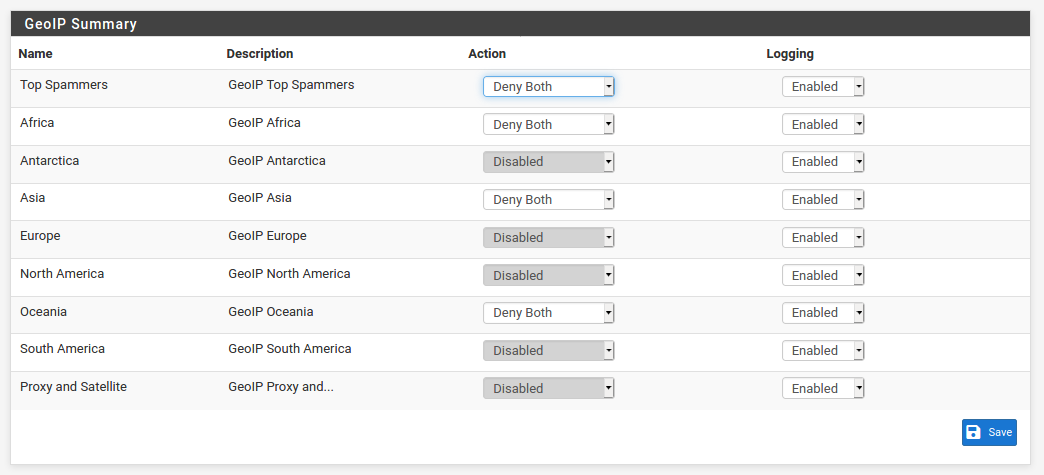 GeoIP Summary
Name Description Action Logging
Top Spammers GeoIP Top Spammers Deny Both Enabled
Africa GeoIP Africa Deny Both Enabled
Antarctica GeoIP Antarctica Disabled Enabled
Asia GeoIP Asia Deny Both Enabled
Europe GeoIP Europe Disabled Enabled
North America GeoIP North America Disabled Enabled
Oceania GeoIP Oceania Deny Both Enabled
South America GeoIP South America Disabled Enabled
Proxy and Satellite GeoIP Proxy and... Disabled Enabled
Save